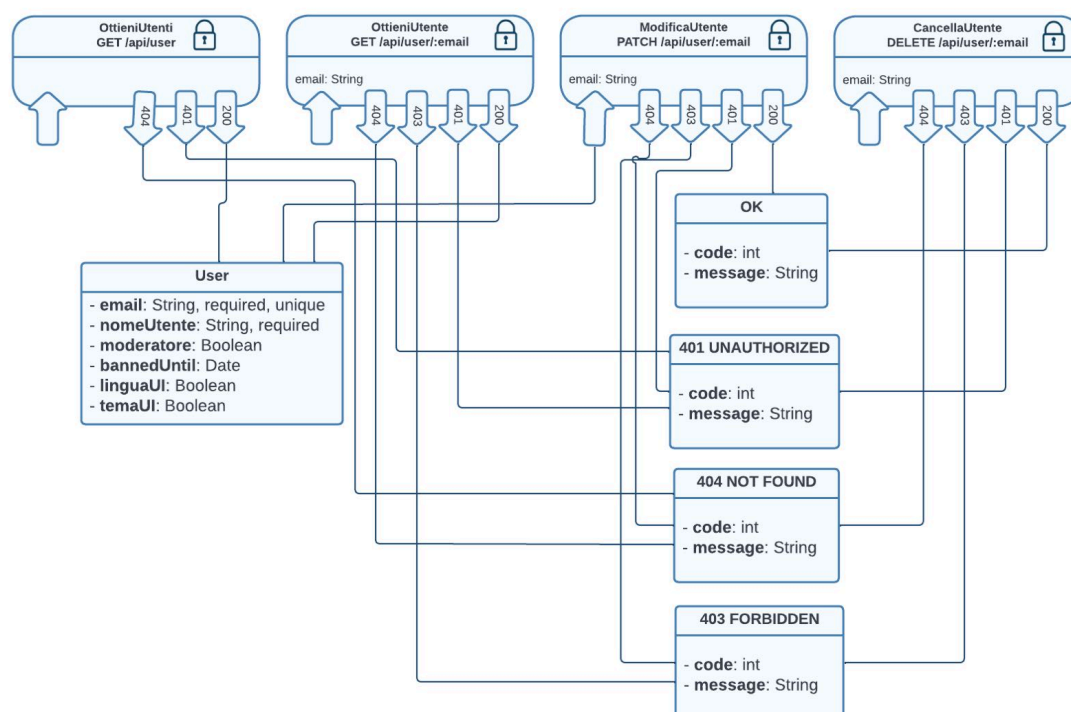 OttieniUtenti
GET /api/user
404
401
200
OttieniUtente
GET /api/user/:email
email: String
404
403
401
200
ModificaUtente
PATCH /api/user/:email
email: String
404
403
401
200
CancellaUtente
DELETE /api/user/:email
email: String
404
403
401
200
OK
- code: int
- message: String
User
- email: String, required, unique
- nomeUtente: String, required
- moderatore: Boolean
- bannedUntil: Date
- linguaUI: Boolean
- temaUI: Boolean
401 UNAUTHORIZED
- code: int
- message: String
404 NOT FOUND
- code: int
- message: String
403 FORBIDDEN
- code: int
- message: String